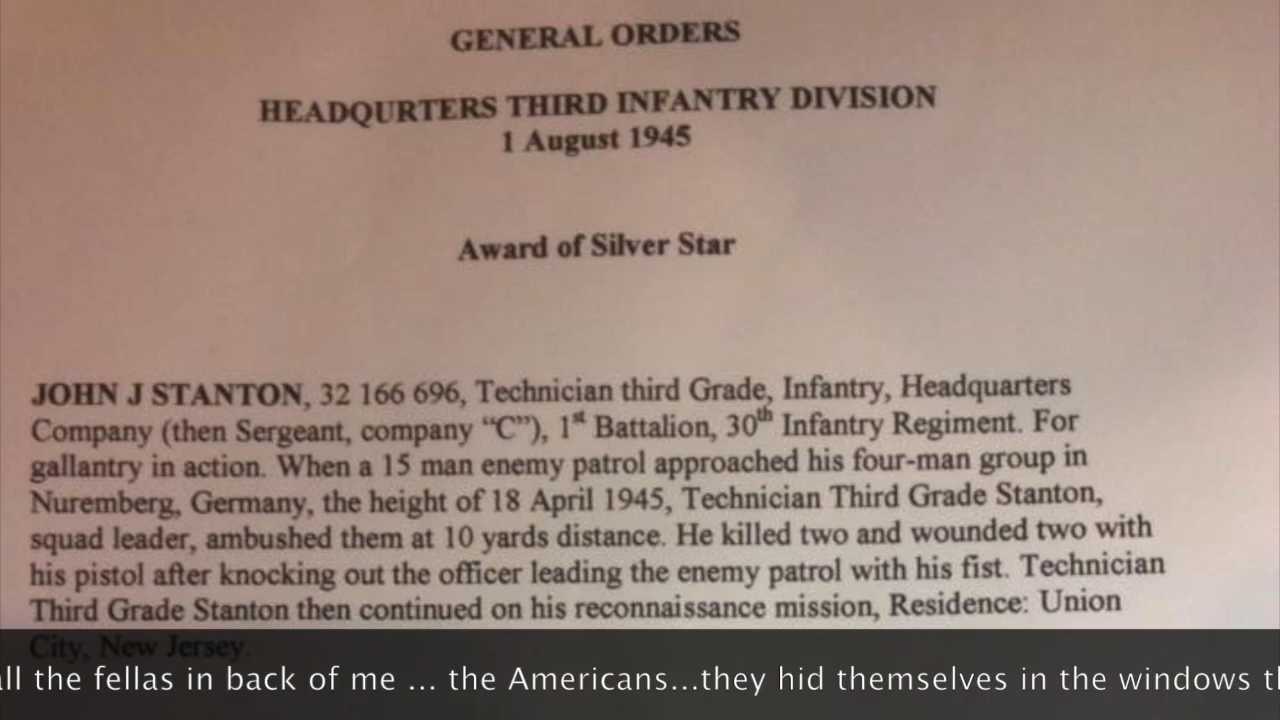 GENERAL ORDERS
HEADQURTERS THIRD INFANTRY DIVISION
1 August 1945
Award of Silver Star
JOHN J STANTON, 32 166 696, Technician third Grade, Infantry, Headquarters
Company (then Sergeant, company “C”), 1st Battalion, 30th Infantry Regiment. For
gallantry in action. When a 15 man enemy patrol approached his four-man group in
Nuremberg, Germany, the height of 18 April 1945, Technician Third Grade Stanton,
squad leader, ambushed them at 10 yards distance. He killed two and wounded two with
his pistol after knocking out the officer leading the enemy patrol with his fist. Technician
Third Grade Stanton then continued on his reconnaissance mission, Residence: Union
City, New Jersey.
all the fellas in back of me ... the Americans...they hid themselves in the windows